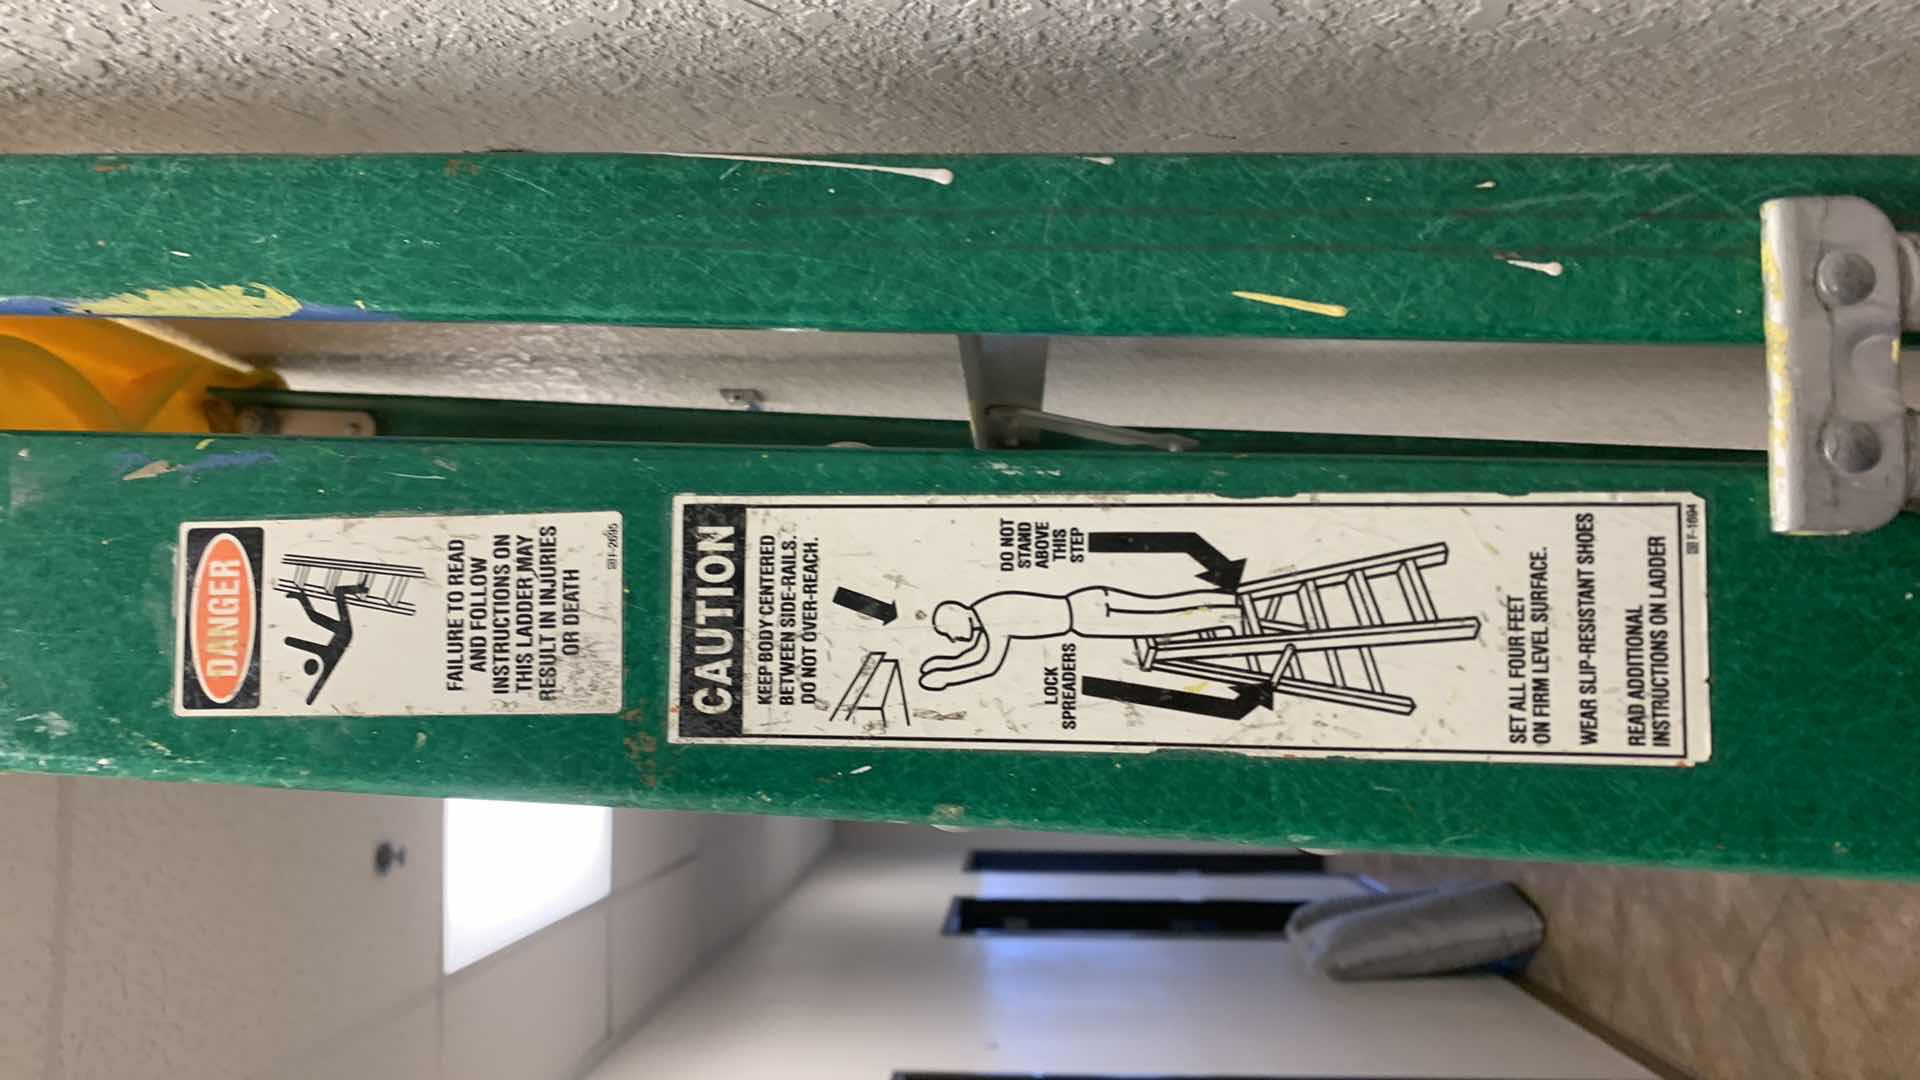 DANGER
FAILURE TO READ
AND FOLLOW
INSTRUCTIONS ON
THIS LADDER MAY
RESULT IN INJURIES
OR DEATH
F-2695
CAUTION
KEEP BODY CENTERED
BETWEEN SIDE-RAILS.
DO NOT OVER-REACH.
DO NOT
STAND
ABOVE
THIS
STEP
LOCK
SPREADERS
SET ALL FOUR FEET
ON FIRM LEVEL SURFACE.
WEAR SLIP-RESISTANT SHOES
READ ADDITIONAL
INSTRUCTIONS ON LADDER
F-1694